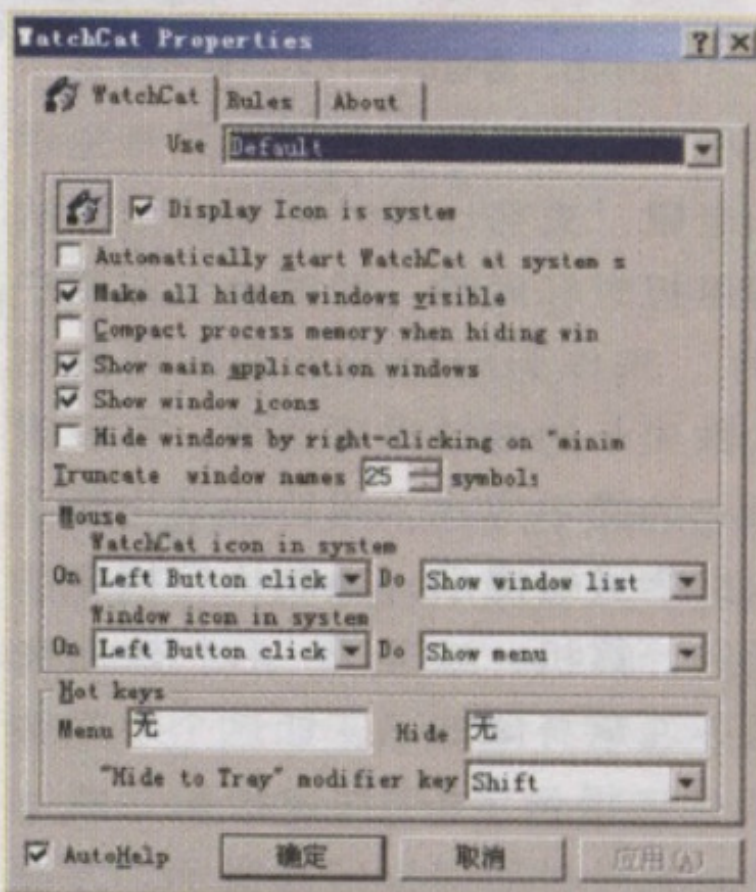 WatchCat Properties
WatchCat Rules About
Use Default
Display Icon is system
Automatically start WatchCat at system s
Make all hidden windows visible
Compact process memory when hiding win
Show main application windows
Show window icons
Hide windows by right-clicking on "minim
Truncate window names 25 symbols
Mouse
WatchCat icon in system
On Left Button click Do Show window list
Window icon in system
On Left Button click Do Show menu
Hot keys
Menu 无 Hide 无
"Hide to Tray" modifier key Shift
AutoHelp 确定 取消 应用(A)